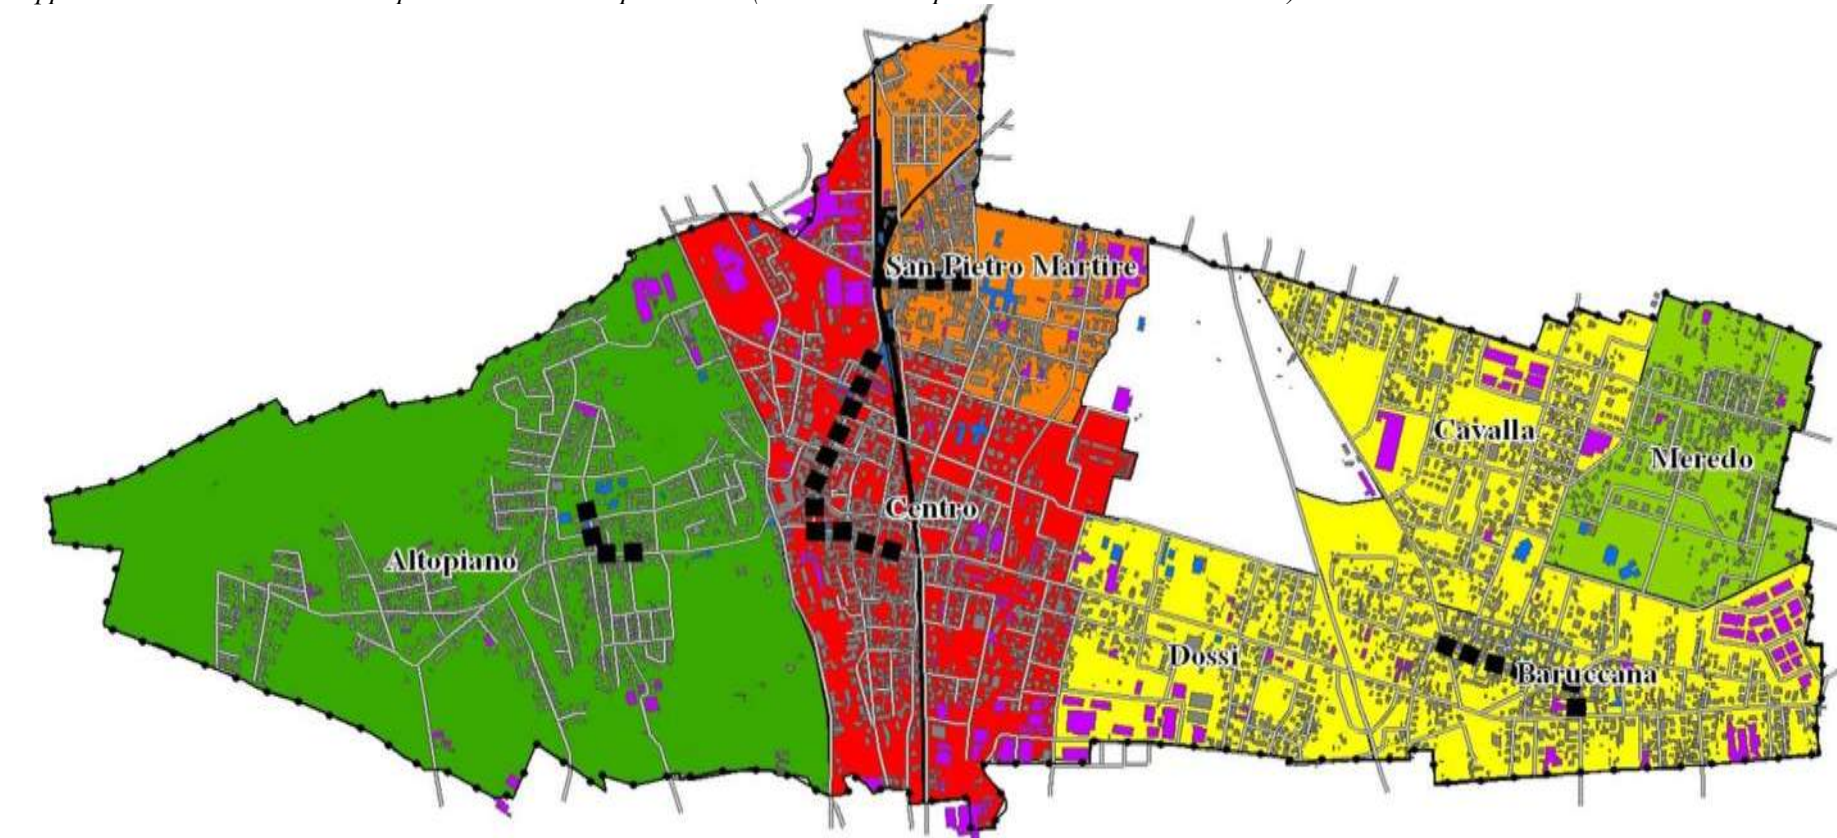 San Pietro Martire
Cavalla
Meredo
Centro
Altopiano
Dossi
Baruccana